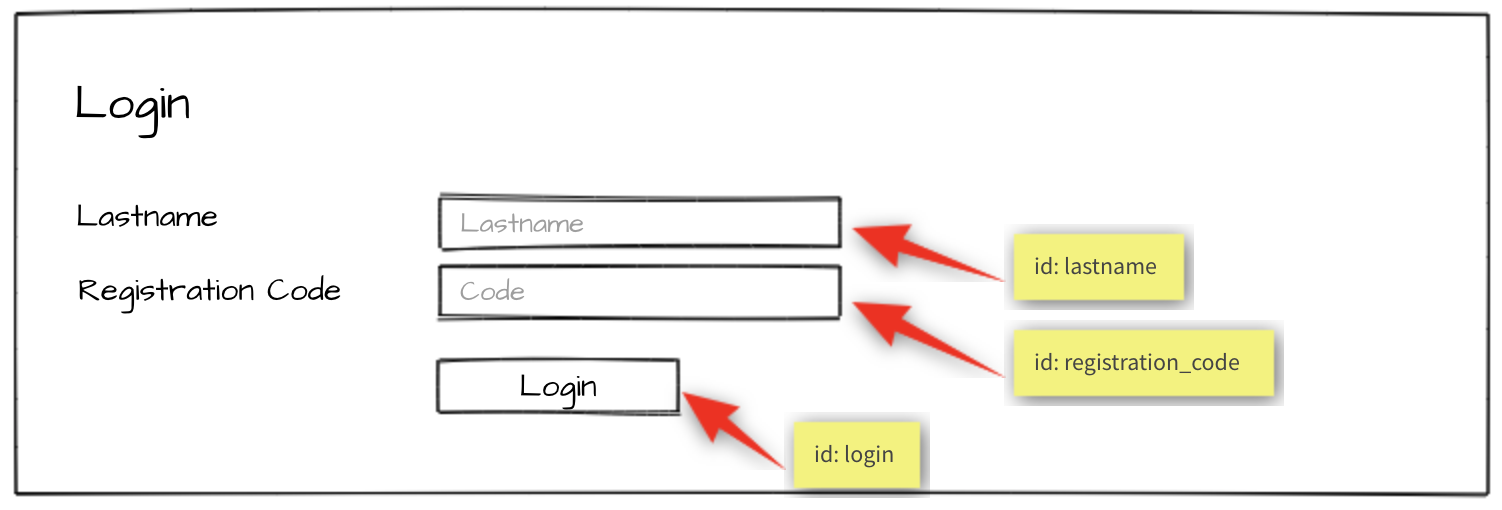 Login
Lastname
Lastname
id: lastname
Registration Code
Code
id: registration_code
Login
id: login